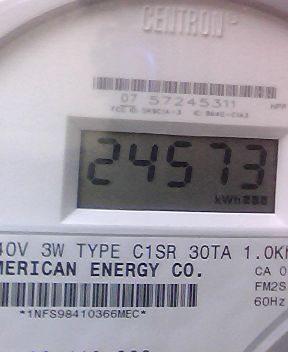 CENTRON
07 57245311
24573
kWh
40V 3W TYPE C1SR 30TA 1.0
MERICAN ENERGY CO.
CA 0
FM2S
60Hz
*1NFS98410366MEC*